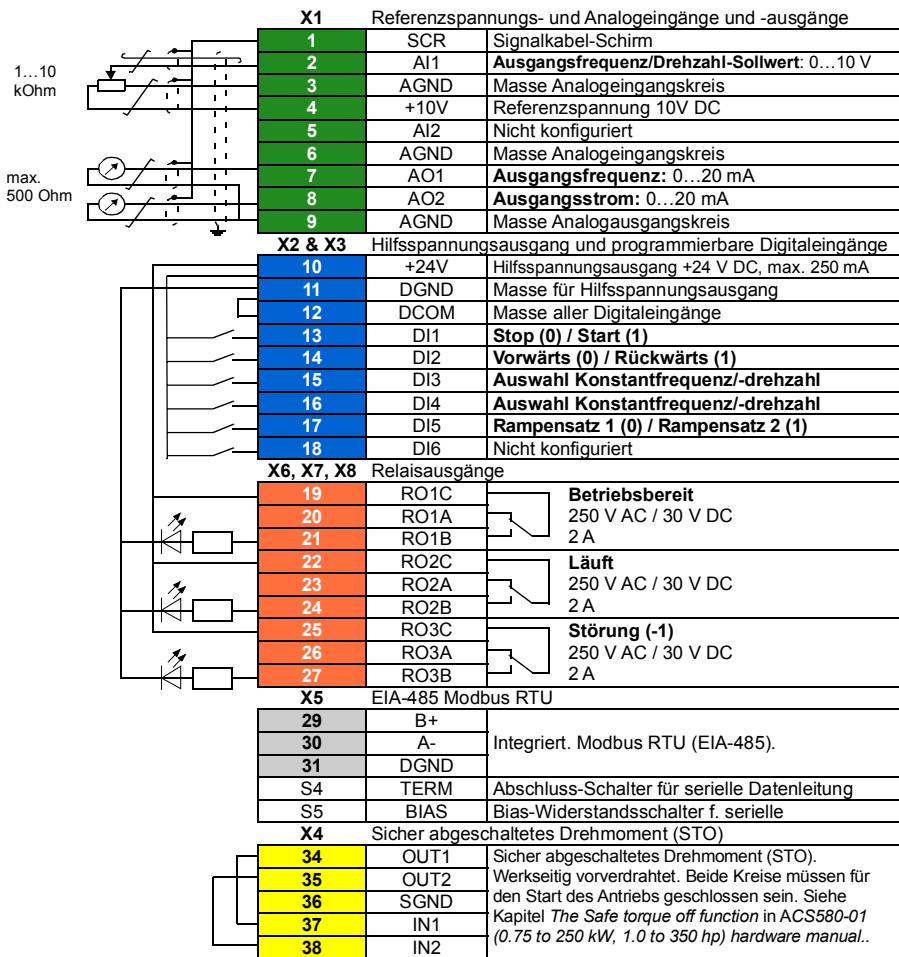 X1 Referenzspannungs- und Analogeingänge und -ausgänge
1 SCR Signalkabel-Schirm
2 AI1 Ausgangsfrequenz/Drehzahl-Sollwert: 0…10 V
1…10
kOhm
3 AGND Masse Analogeingangskreis
4 +10V Referenzspannung 10V DC
5 AI2 Nicht konfiguriert
6 AGND Masse Analogeingangskreis
max.
500 Ohm
7 AO1 Ausgangsfrequenz: 0…20 mA
8 AO2 Ausgangsstrom: 0…20 mA
9 AGND Masse Analogausgangskreis
X2 & X3 Hilfsspannungsausgang und programmierbare Digitaleingänge
10 +24V Hilfsspannungsausgang +24 V DC, max. 250 mA
11 DGND Masse für Hilfsspannungsausgang
12 DCOM Masse aller Digitaleingänge
13 DI1 Stop (0) / Start (1)
14 DI2 Vorwärts (0) / Rückwärts (1)
15 DI3 Auswahl Konstantfrequenz/-drehzahl
16 DI4 Auswahl Konstantfrequenz/-drehzahl
17 DI5 Rampensatz 1 (0) / Rampensatz 2 (1)
18 DI6 Nicht konfiguriert
X6, X7, X8 Relaisausgänge
19 RO1C Betriebsbereit
20 RO1A 250 V AC / 30 V DC
21 RO1B 2 A
22 RO2C Läuft
23 RO2A 250 V AC / 30 V DC
24 RO2B 2 A
25 RO3C Störung (-1)
26 RO3A 250 V AC / 30 V DC
27 RO3B 2 A
X5 EIA-485 Modbus RTU
29 B+
30 A- Integriert. Modbus RTU (EIA-485).
31 DGND
S4 TERM Abschluss-Schalter für serielle Datenleitung
S5 BIAS Bias-Widerstandsschalter f. serielle
X4 Sicher abgeschaltetes Drehmoment (STO)
34 OUT1 Sicher abgeschaltetes Drehmoment (STO).
35 OUT2 Werkseitig vorverdrahtet. Beide Kreise müssen für
36 SGND den Start des Antriebs geschlossen sein. Siehe
37 IN1 Kapitel The Safe torque off function in ACS580-01
38 IN2 (0.75 to 250 kW, 1.0 to 350 hp) hardware manual..